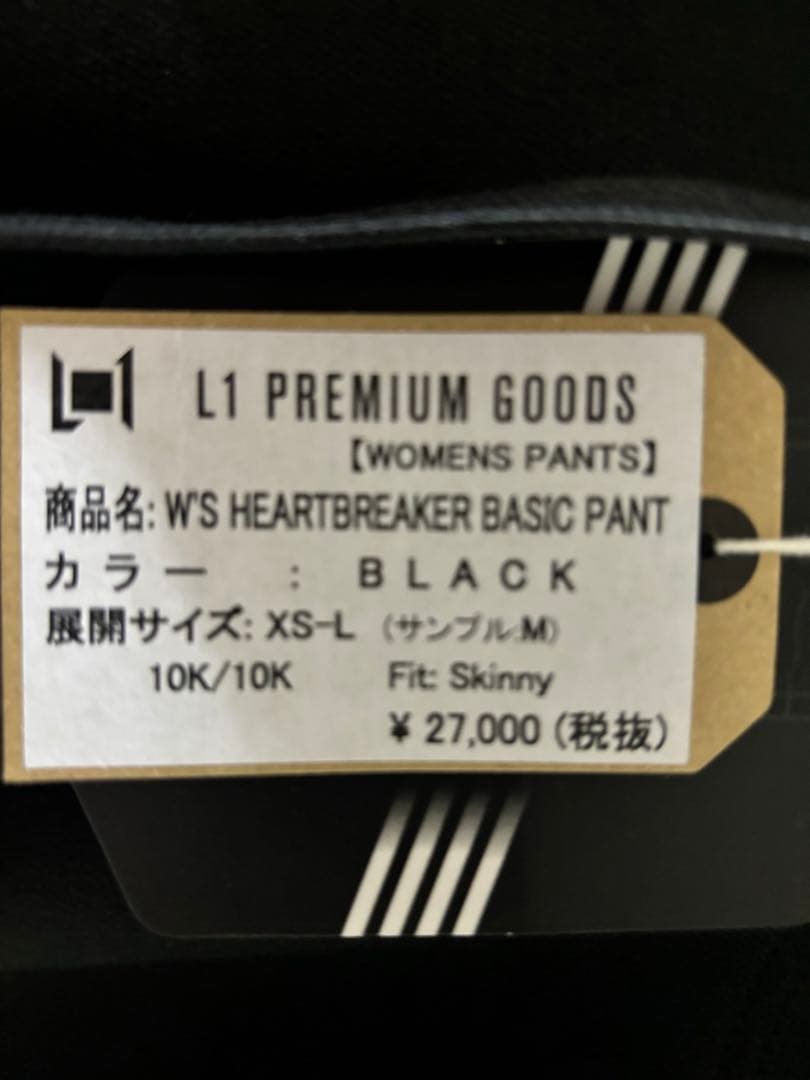 L1 PREMIUM GOODS
【WOMENS PANTS】
商品名: W'S HEARTBREAKER BASIC PANT
カラー : BLACK
展開サイズ: XS-L (サンプル:M)
10K/10K Fit: Skinny
¥ 27,000 (税抜)